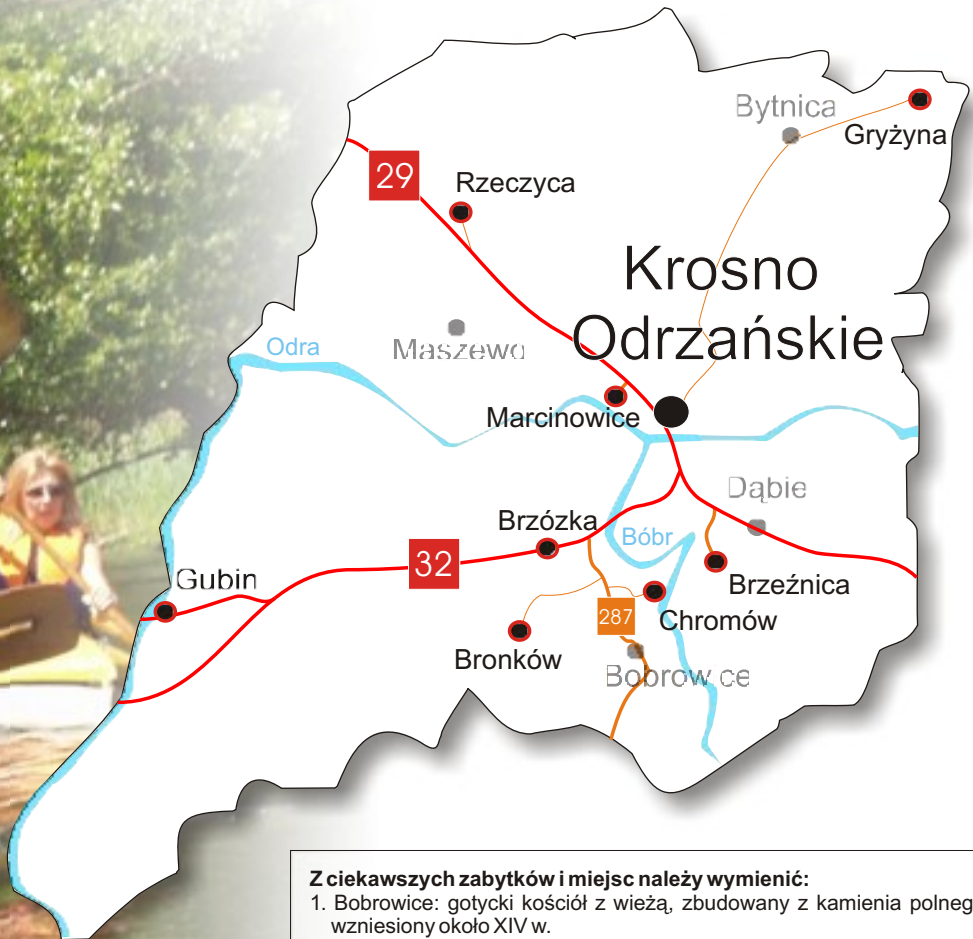 Bytnica
Gryżyna
29
Rzeczyca
Krosno
Odrzańskie
Odra
Maszewo
Marcinowice
Dąbie
Brzózka
Bóbr
32
Gubin
Brzeźnica
287
Chromów
Bronków
Bobrowice
Z ciekawszych zabytków i miejsc należy wymienić:
1. Bobrowice: gotycki kościół z wieżą, zbudowany z kamienia polneg
wzniesiony około XIV w.